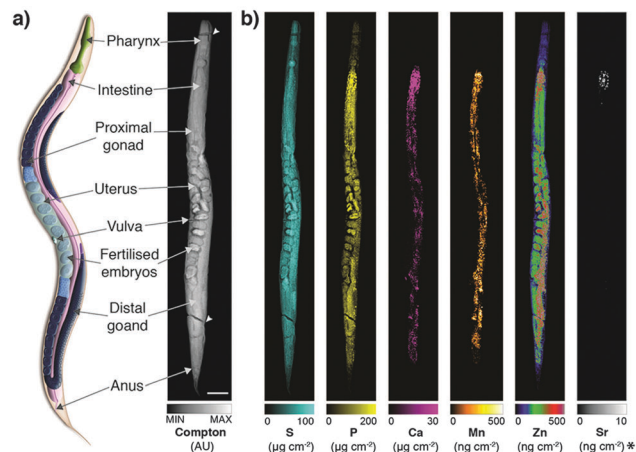 a)
b)
Pharynx
Intestine
Proximal
gonad
Uterus
Vulva
Fertilised
embryos
Distal
goand
Anus
MIN MAX
Compton
(AU)
0 100
S
(µg cm-2)
0 200
P
(µg cm-2)
0 30
Ca
(µg cm-2)
0 500
Mn
(ng cm-2)
0 500
Zn
(ng cm-2)
0 10
Sr
(ng cm-2) *